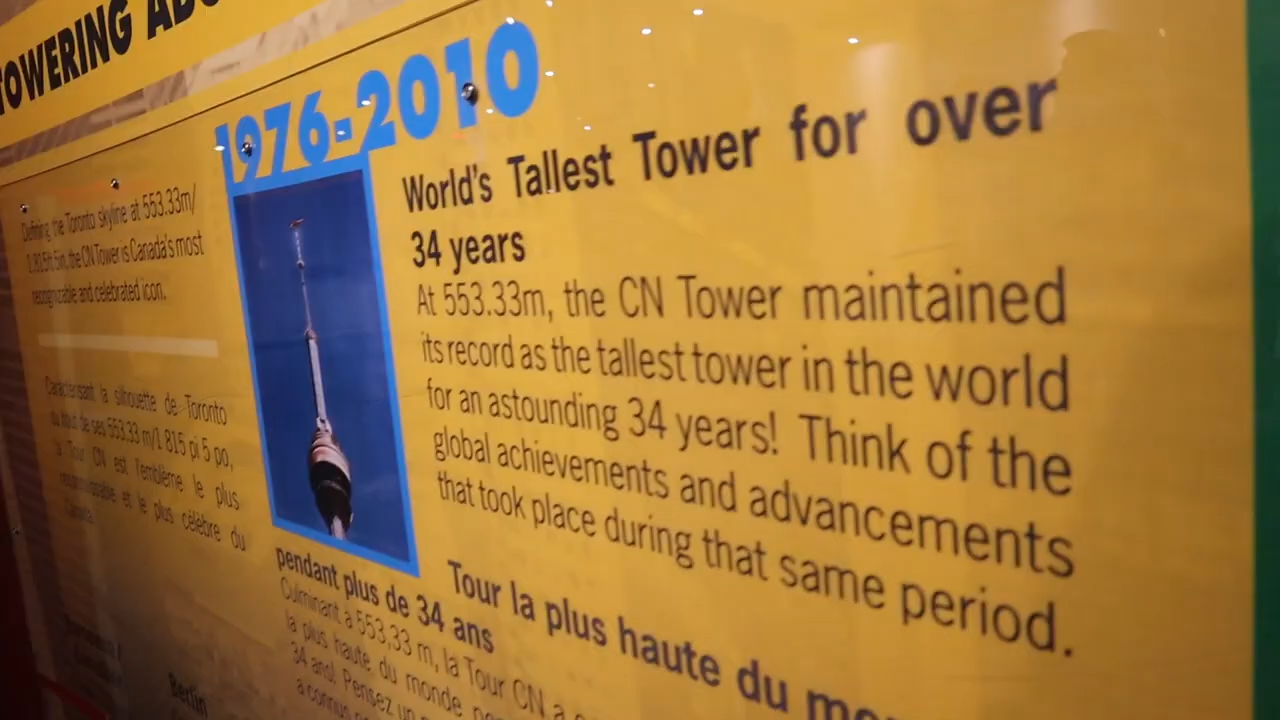 TOWERING
1976-2010
Defining the Toronto skyline at 553.33m/
1,815ft 5in, the CN Tower is Canada's most
recognizable and celebrated icon.
Caractérisant la silhouette de Toronto
du haut de ses 553,33 m/1 815 pi 5 po,
la Tour CN est l'emblème le plus
reconnaissable et le plus célèbre du
Canada.
World's Tallest Tower for over
34 years
At 553.33m, the CN Tower maintained
its record as the tallest tower in the world
for an astounding 34 years! Think of the
global achievements and advancements
that took place during that same period.
Tour la plus haute du
pendant plus de 34 ans
Culminant à 553,33 m, la Tour CN a
la plus haute du monde
34 ans! Pensez
a connus
Berlin